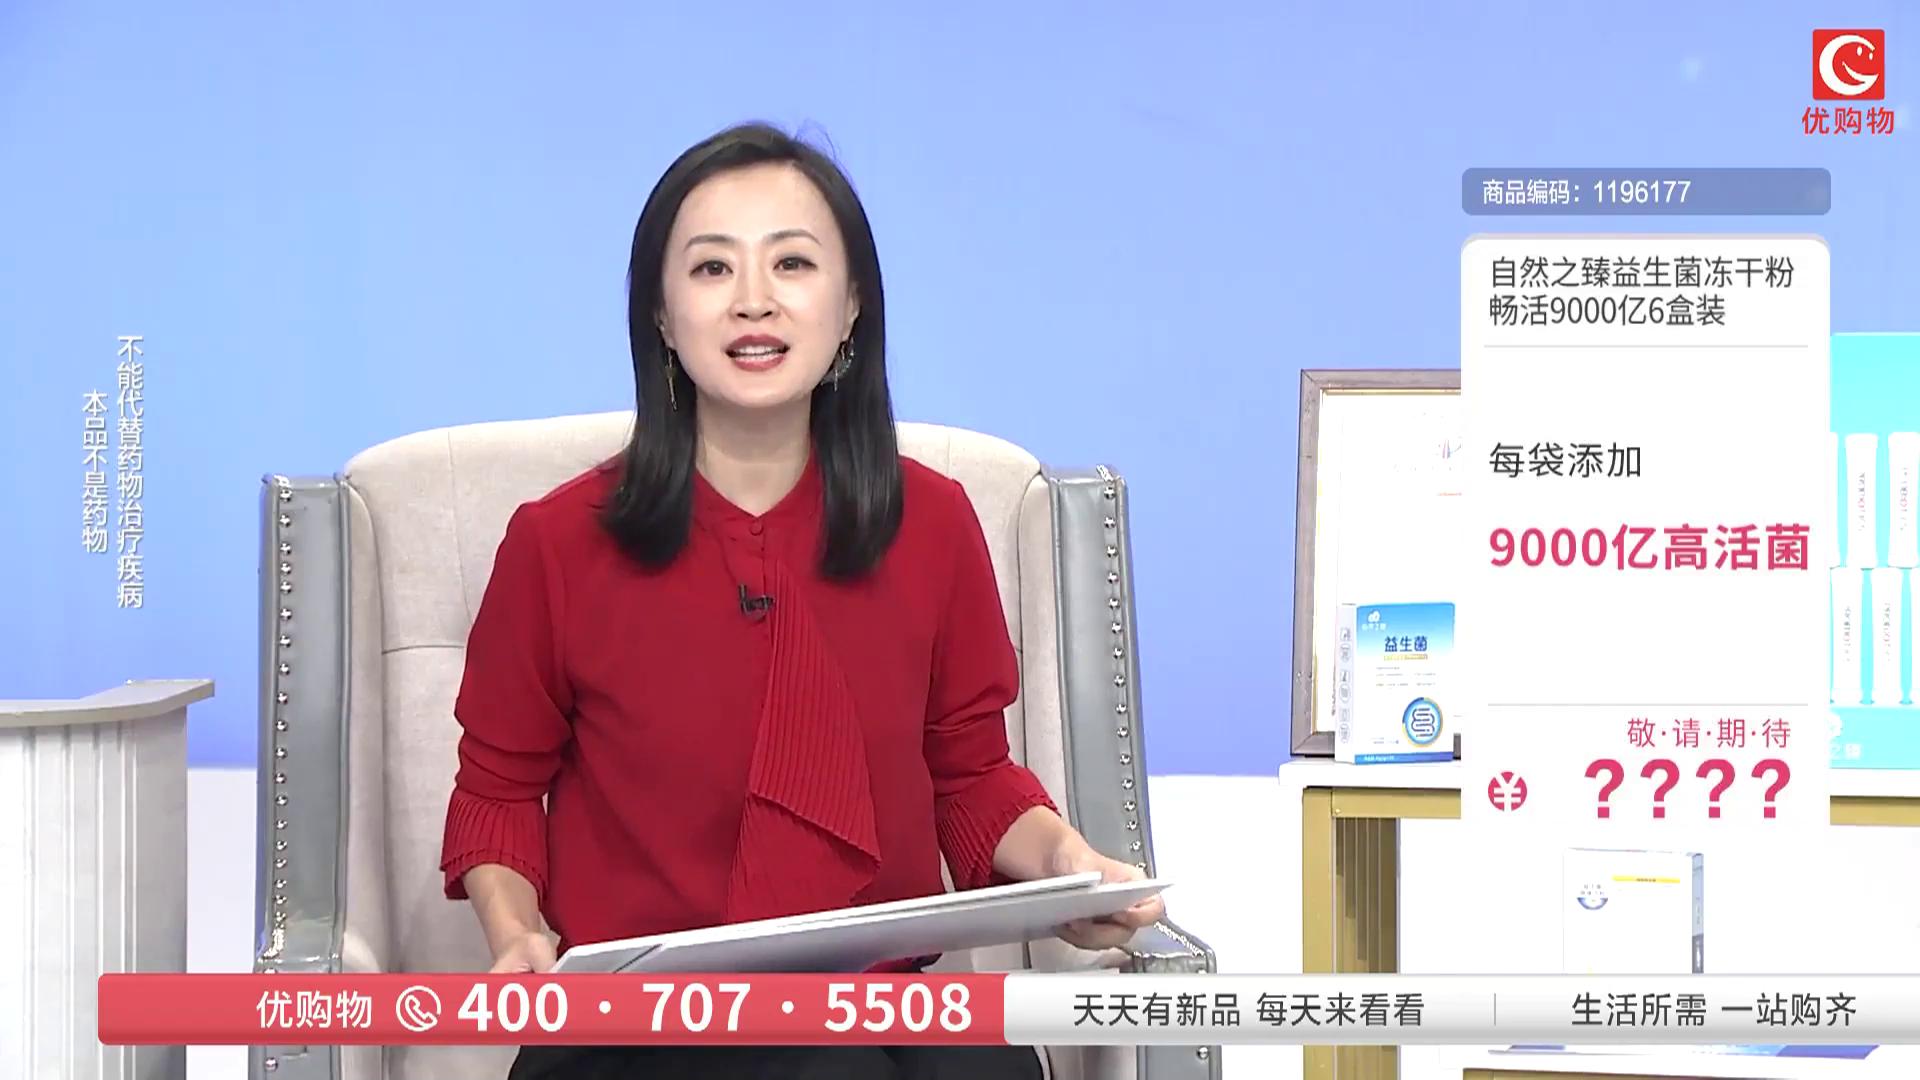 优购物
商品编码：1196177
自然之臻益生菌冻干粉
畅活9000亿6盒装
每袋添加
9000亿高活菌
敬·请·期·待
¥ ????
本品不是药物
不能代替药物治疗疾病
益生菌
优购物 400·707·5508
天天有新品 每天来看看 | 生活所需 一站购齐